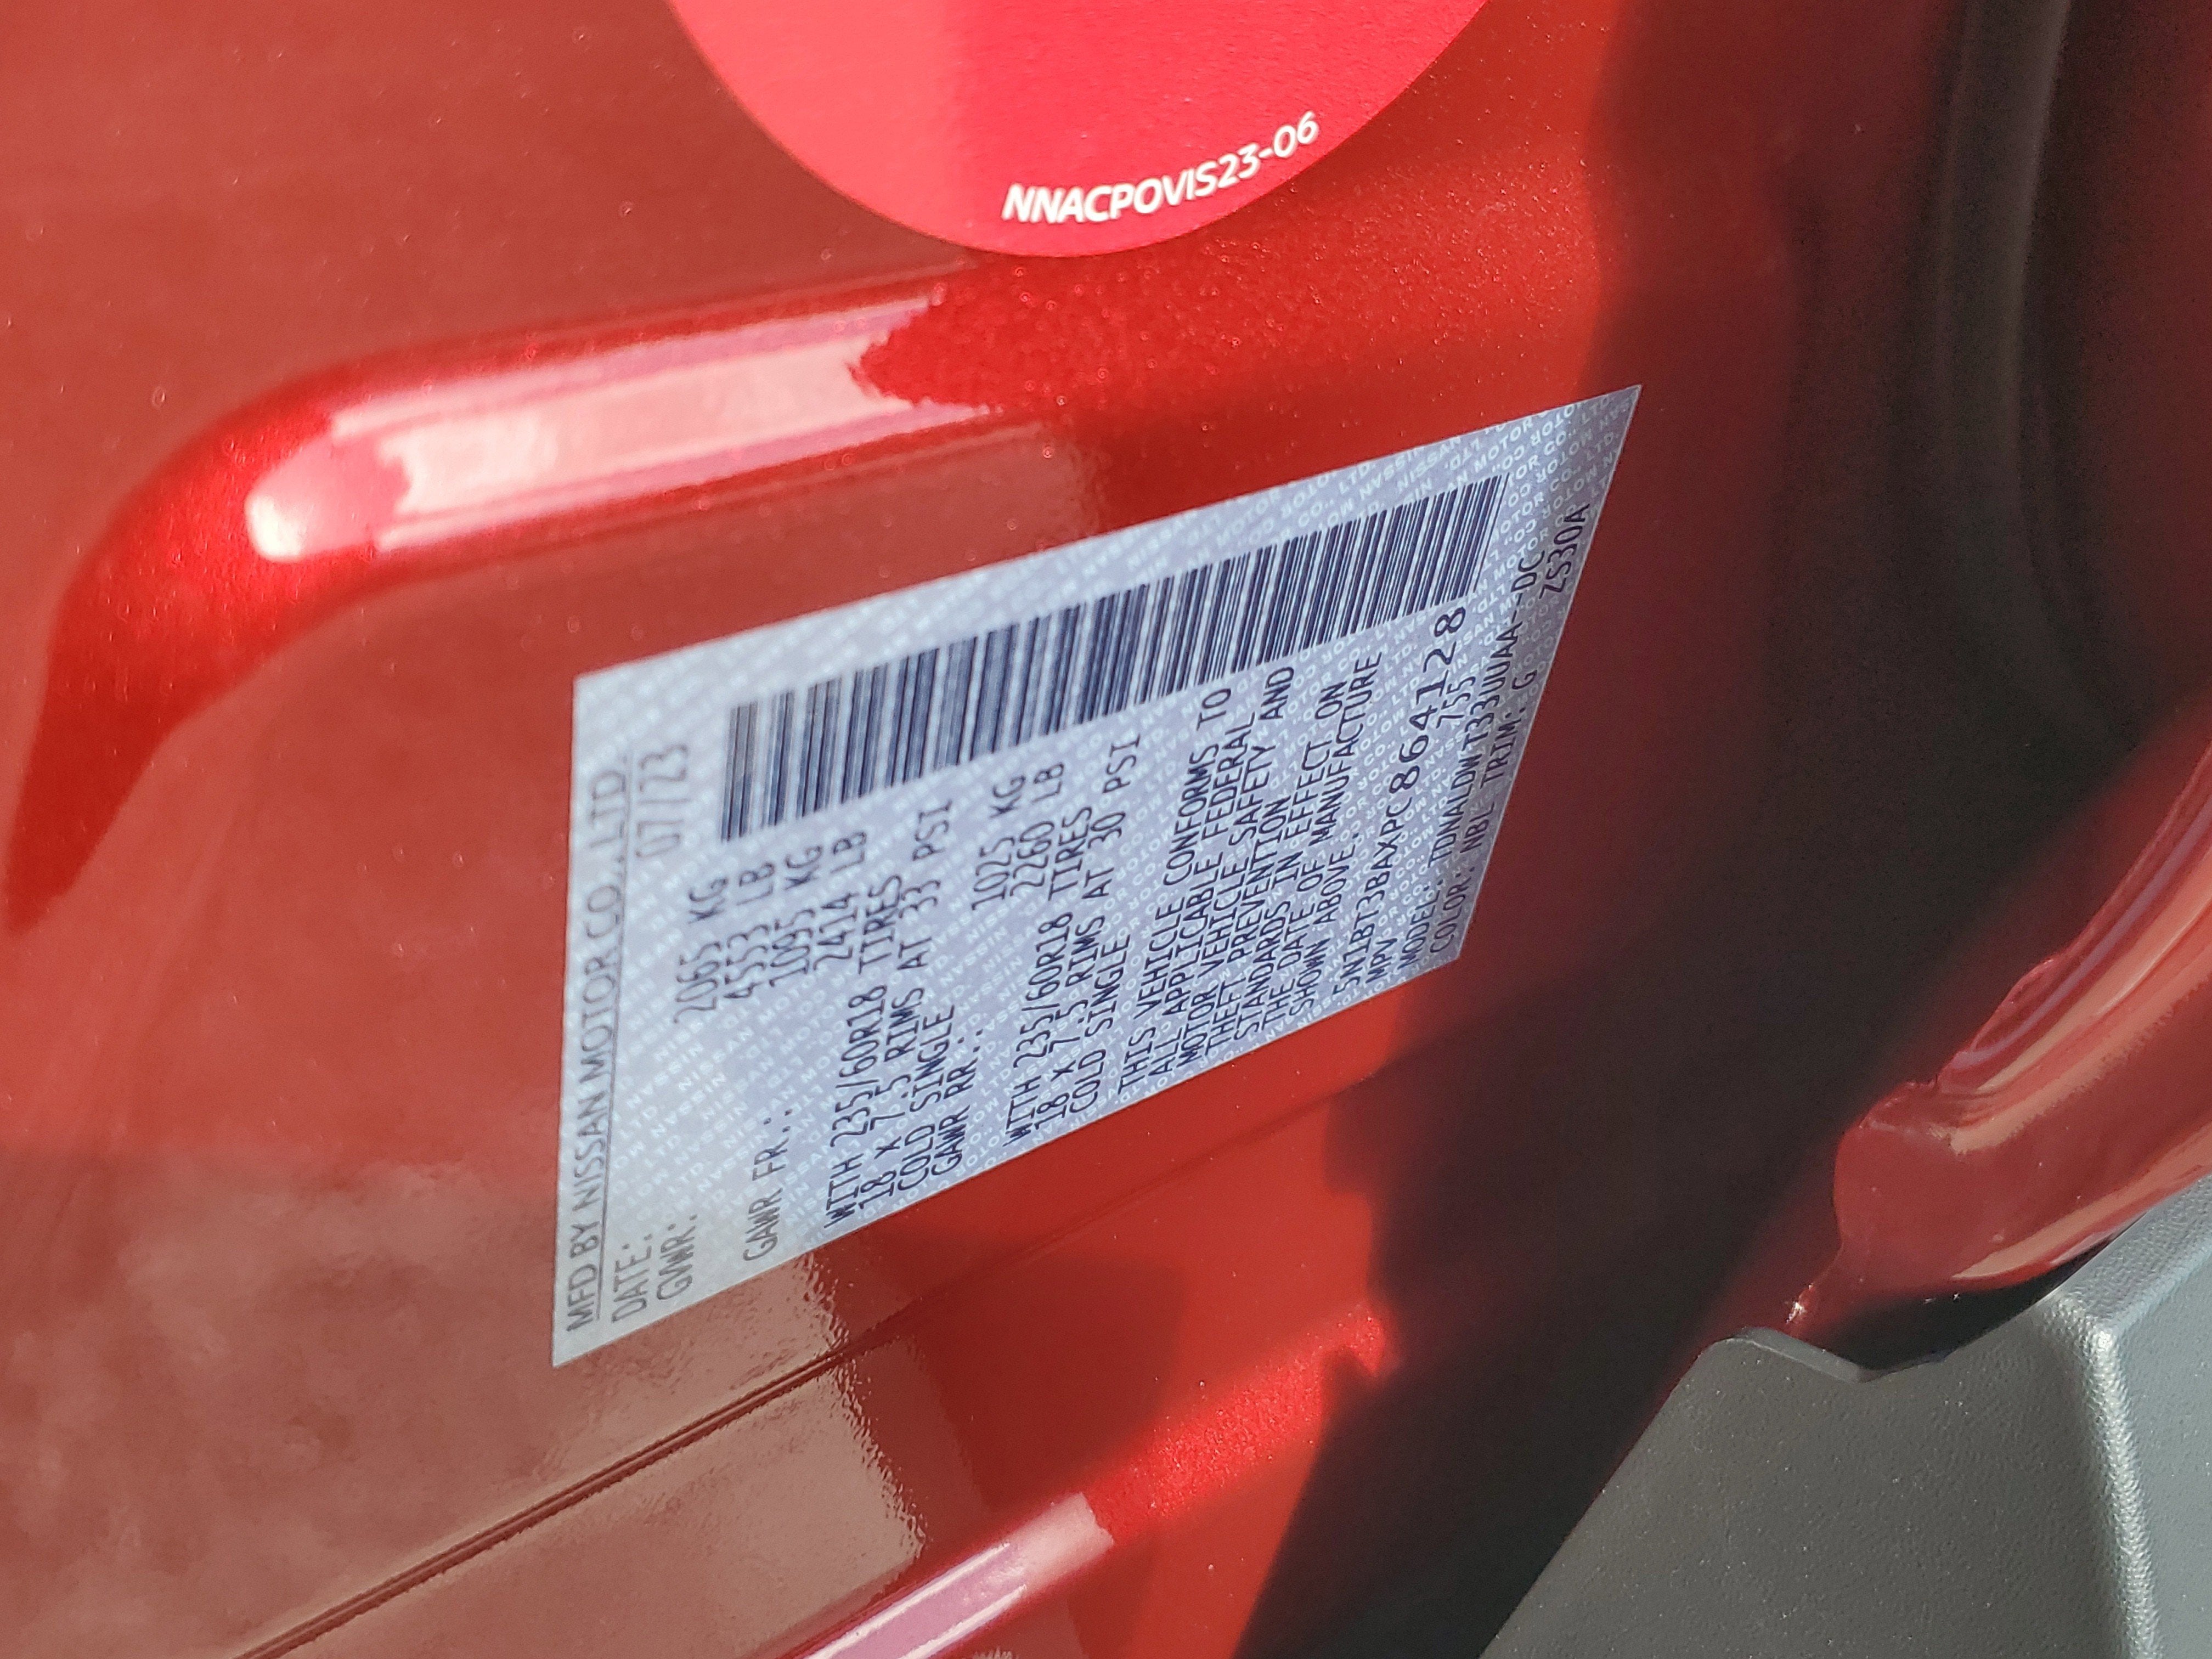 NNACPOVIS23-06
MFD BY NISSAN MOTOR CO., LTD.
DATE: 07/23
GVWR: 2065 KG
4553 LB
GAWR FR.: 1095 KG
2414 LB
WITH 235/60R18 TIRES
18 x 7.5 RIMS AT 33 PSI
COLD SINGLE
GAWR RR.: 1025 KG
2260 LB
WITH 235/60R18 TIRES
18 x 7.5 RIMS AT 30 PSI
COLD SINGLE
THIS VEHICLE CONFORMS TO
ALL APPLICABLE FEDERAL
MOTOR VEHICLE SAFETY AND
THEFT PREVENTION
STANDARDS IN EFFECT ON
THE DATE OF MANUFACTURE
SHOWN ABOVE.
5N1BT3BAXPC864128
MPV 755
MODEL: TDNALDWT33UUAA--DC
COLOR: NBL TRIM: G ZS30A